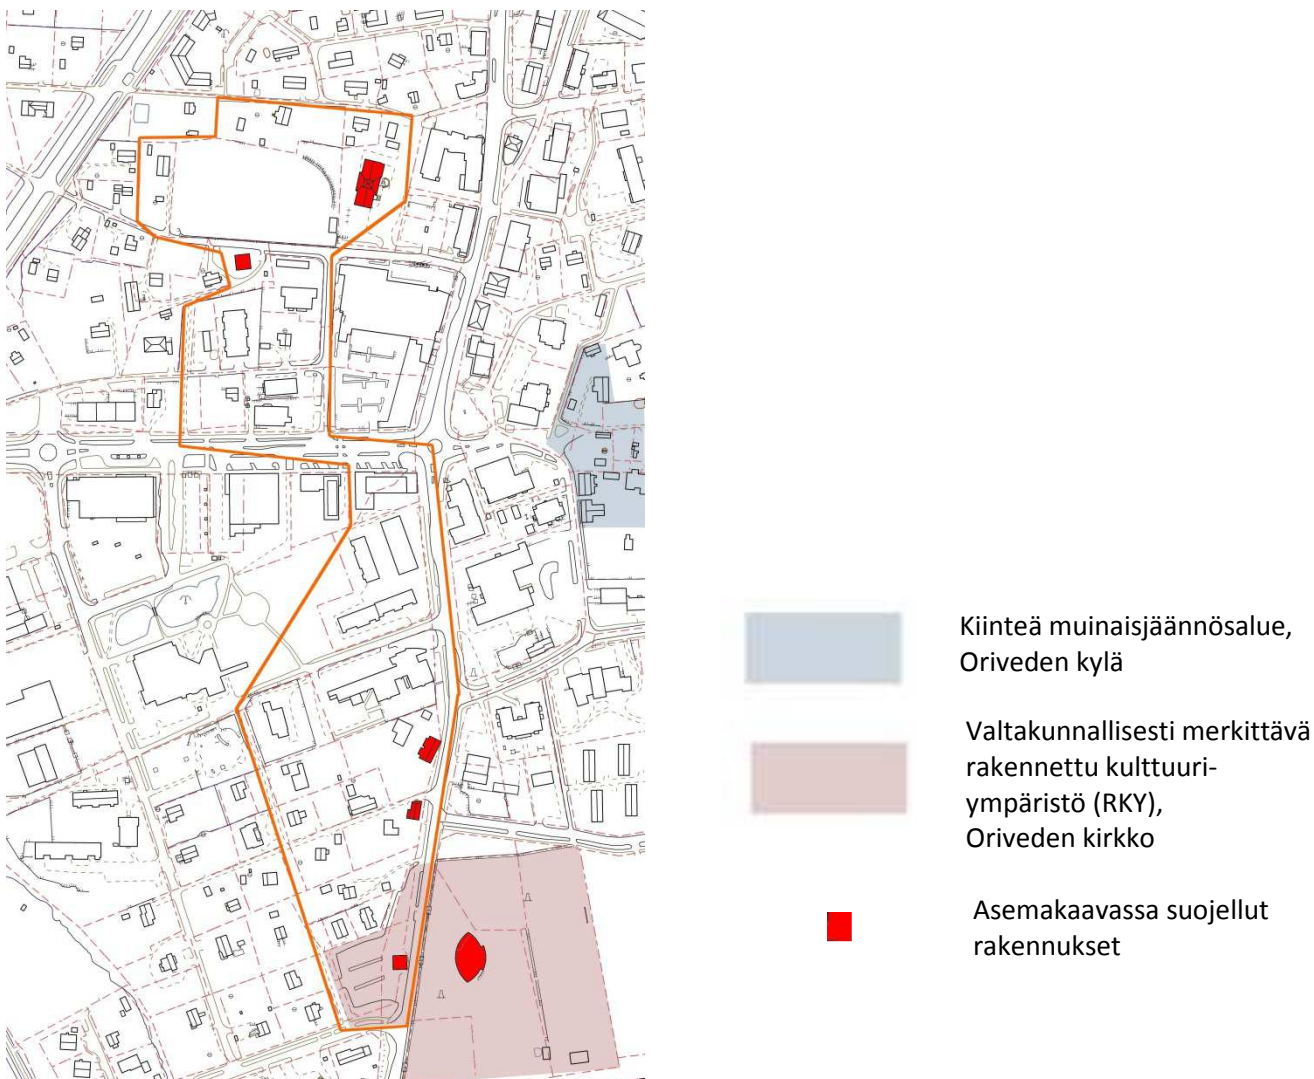 Kiinteä muinaisjäännösalue,
Oriveden kylä
Valtakunnallisesti merkittävä
rakennettu kulttuuri-
ympäristö (RKY),
Oriveden kirkko
Asemakaavassa suojellut
rakennukset